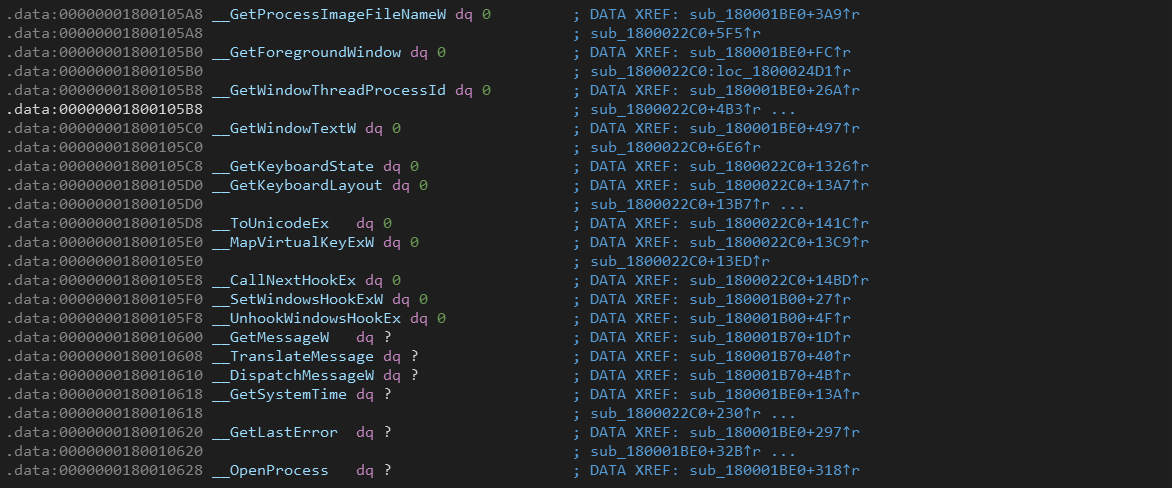 .data:00000001800105A8 __GetProcessImageFileNameW dq 0 ; DATA XREF: sub_180001BE0+3A9↑r
.data:00000001800105A8 ; sub_1800022C0+5F5↑r
.data:00000001800105B0 __GetForegroundWindow dq 0 ; DATA XREF: sub_180001BE0+FC↑r
.data:00000001800105B0 ; sub_1800022C0:loc_1800024D1↑r
.data:00000001800105B8 __GetWindowThreadProcessId dq 0 ; DATA XREF: sub_180001BE0+26A↑r
.data:00000001800105B8 ; sub_1800022C0+4B3↑r ...
.data:00000001800105C0 __GetWindowTextW dq 0 ; DATA XREF: sub_180001BE0+497↑r
.data:00000001800105C0 ; sub_1800022C0+6E6↑r
.data:00000001800105C8 __GetKeyboardState dq 0 ; DATA XREF: sub_1800022C0+1326↑r
.data:00000001800105D0 __GetKeyboardLayout dq 0 ; DATA XREF: sub_1800022C0+13A7↑r
.data:00000001800105D0 ; sub_1800022C0+13B7↑r ...
.data:00000001800105D8 __ToUnicodeEx dq 0 ; DATA XREF: sub_1800022C0+141C↑r
.data:00000001800105E0 __MapVirtualKeyExW dq 0 ; DATA XREF: sub_1800022C0+13C9↑r
.data:00000001800105E0 ; sub_1800022C0+13ED↑r
.data:00000001800105E8 __CallNextHookEx dq 0 ; DATA XREF: sub_1800022C0+14BD↑r
.data:00000001800105F0 __SetWindowsHookExW dq 0 ; DATA XREF: sub_180001B00+27↑r
.data:00000001800105F8 __UnhookWindowsHookEx dq 0 ; DATA XREF: sub_180001B00+4F↑r
.data:0000000180010600 __GetMessageW dq ? ; DATA XREF: sub_180001B70+1D↑r
.data:0000000180010608 __TranslateMessage dq ? ; DATA XREF: sub_180001B70+40↑r
.data:0000000180010610 __DispatchMessageW dq ? ; DATA XREF: sub_180001B70+4B↑r
.data:0000000180010618 __GetSystemTime dq ? ; DATA XREF: sub_180001BE0+13A↑r
.data:0000000180010618 ; sub_1800022C0+230↑r ...
.data:0000000180010620 __GetLastError dq ? ; DATA XREF: sub_180001BE0+297↑r
.data:0000000180010620 ; sub_180001BE0+32B↑r ...
.data:0000000180010628 __OpenProcess dq ? ; DATA XREF: sub_180001BE0+318↑r